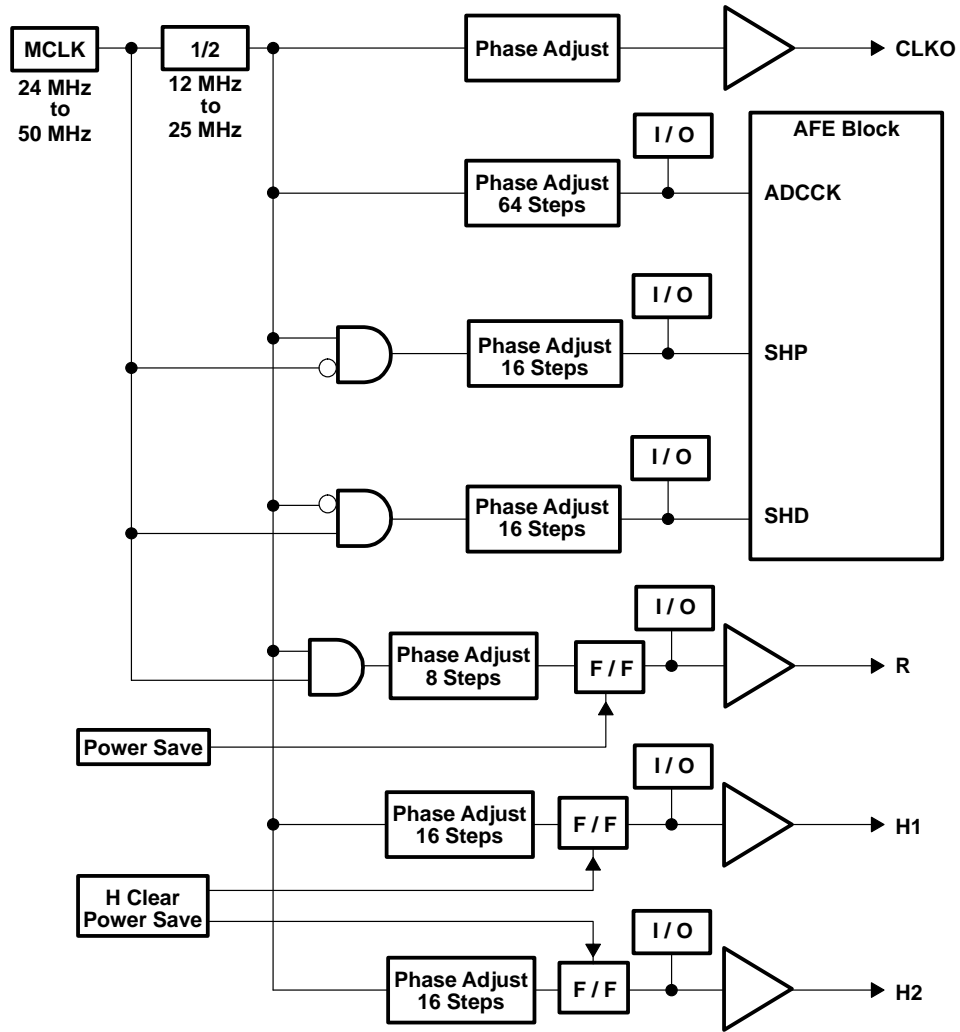 MCLK
24 MHz
to
50 MHz
1/2
12 MHz
to
25 MHz
Phase Adjust
CLKO
I / O
AFE Block
Phase Adjust
64 Steps
ADCCK
I / O
Phase Adjust
16 Steps
SHP
I / O
Phase Adjust
16 Steps
SHD
I / O
Phase Adjust
8 Steps
F / F
R
Power Save
I / O
Phase Adjust
16 Steps
F / F
H1
H Clear
Power Save
I / O
Phase Adjust
16 Steps
F / F
H2